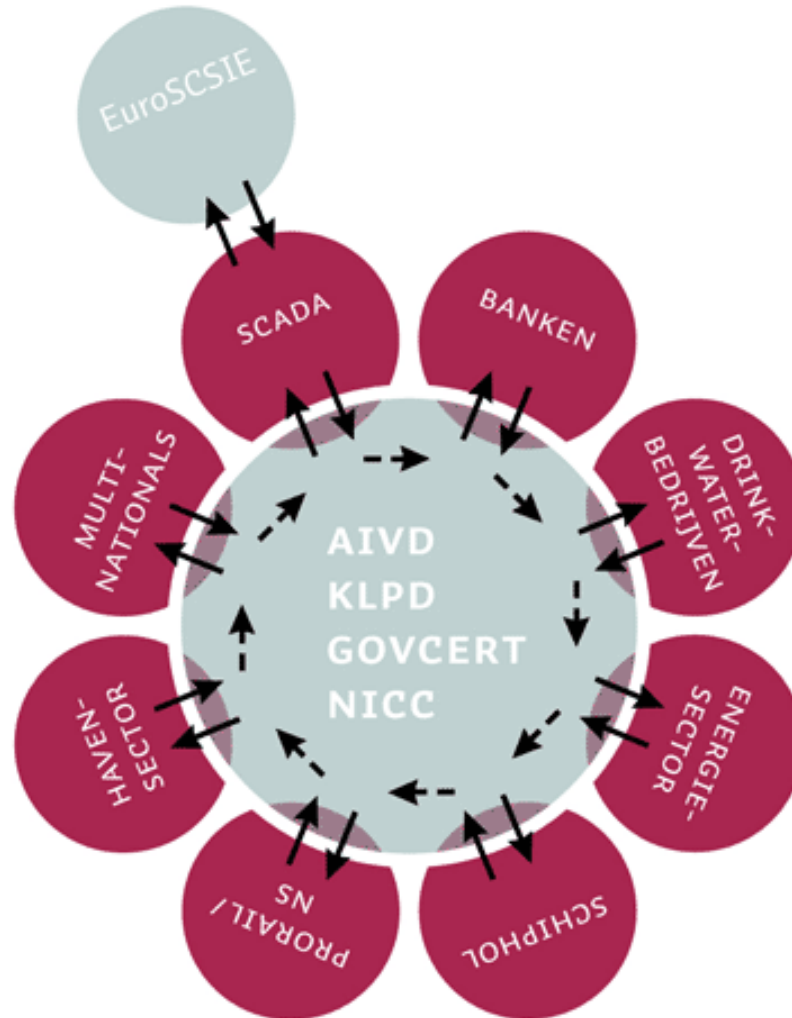 EuroSCSIE
SCADA
BANKEN
DRINK-
WATER-
BEDRIJVEN
ENERGIE-
SECTOR
SCHIPHOL
PRORAIL/
NS
HAVEN-
SECTOR
MULTI-
NATIONALS
AIVD
KLPD
GOVCERT
NICC